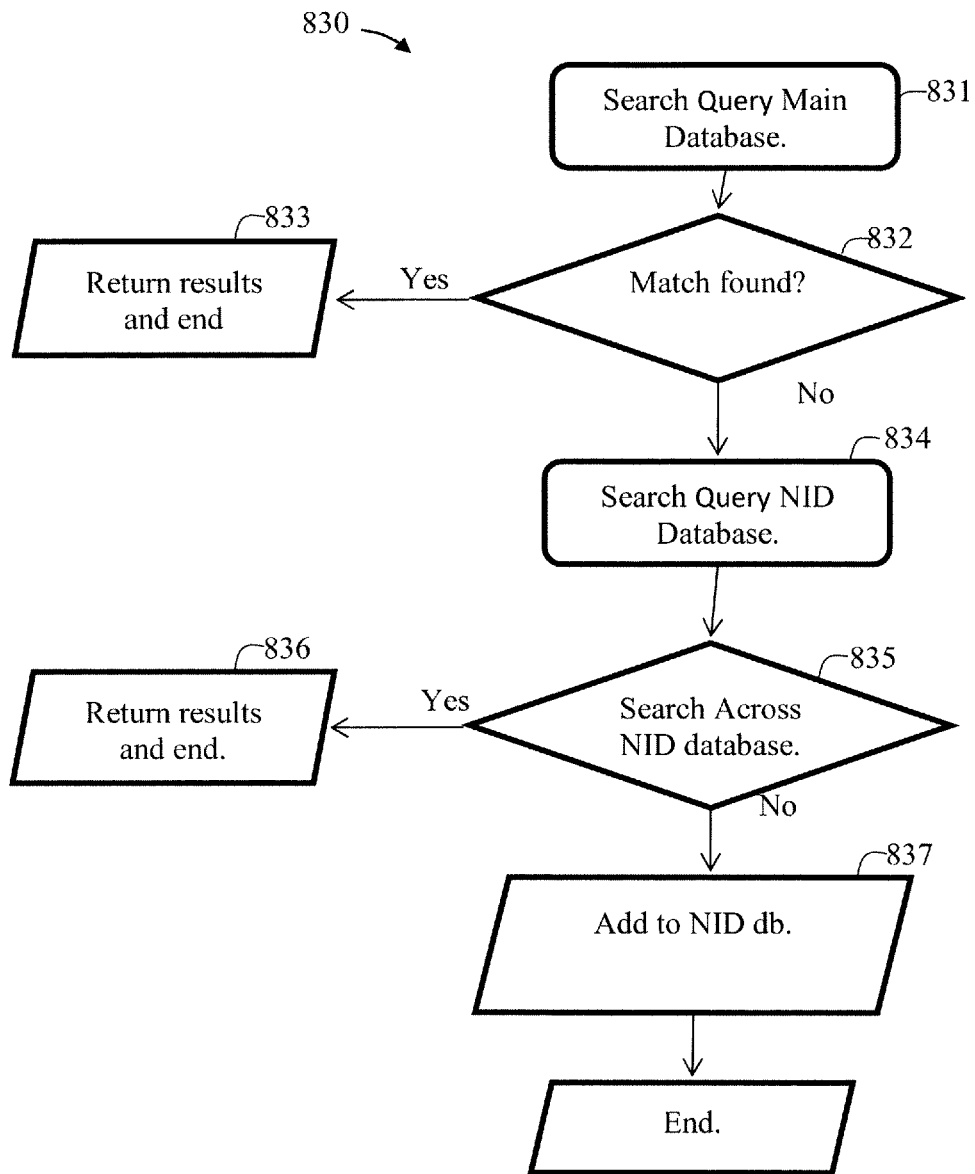 830
Search Query Main
Database.
831
833
Return results
and end
Yes
Match found?
832
No
834
Search Query NID
Database.
836
Return results
and end.
Yes
835
Search Across
NID database.
No
837
Add to NID db.
End.